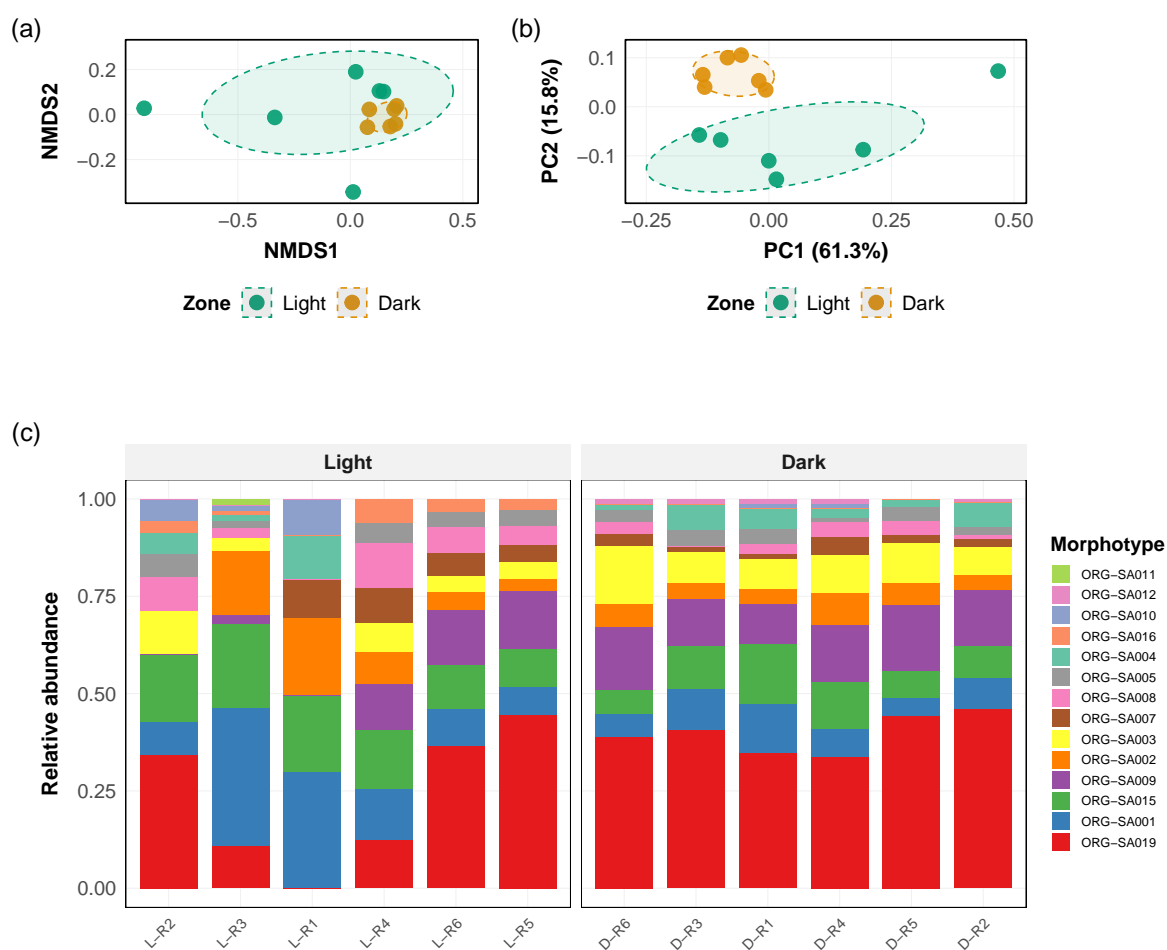 (a)
(b)
NMDS2
0.2
0.0
−0.2
−0.5
0.0
0.5
NMDS1
Zone Light Dark
PC2 (15.8%)
0.1
0.0
−0.1
−0.25
0.00
0.25
0.50
PC1 (61.3%)
Zone Light Dark
(c)
Light
Dark
Relative abundance
1.00
0.75
0.50
0.25
0.00
L−R2
L−R3
L−R1
L−R4
L−R6
L−R5
D−R6
D−R3
D−R1
D−R4
D−R5
D−R2
Morphotype
ORG−SA011
ORG−SA012
ORG−SA010
ORG−SA016
ORG−SA004
ORG−SA005
ORG−SA008
ORG−SA007
ORG−SA003
ORG−SA002
ORG−SA009
ORG−SA015
ORG−SA001
ORG−SA019